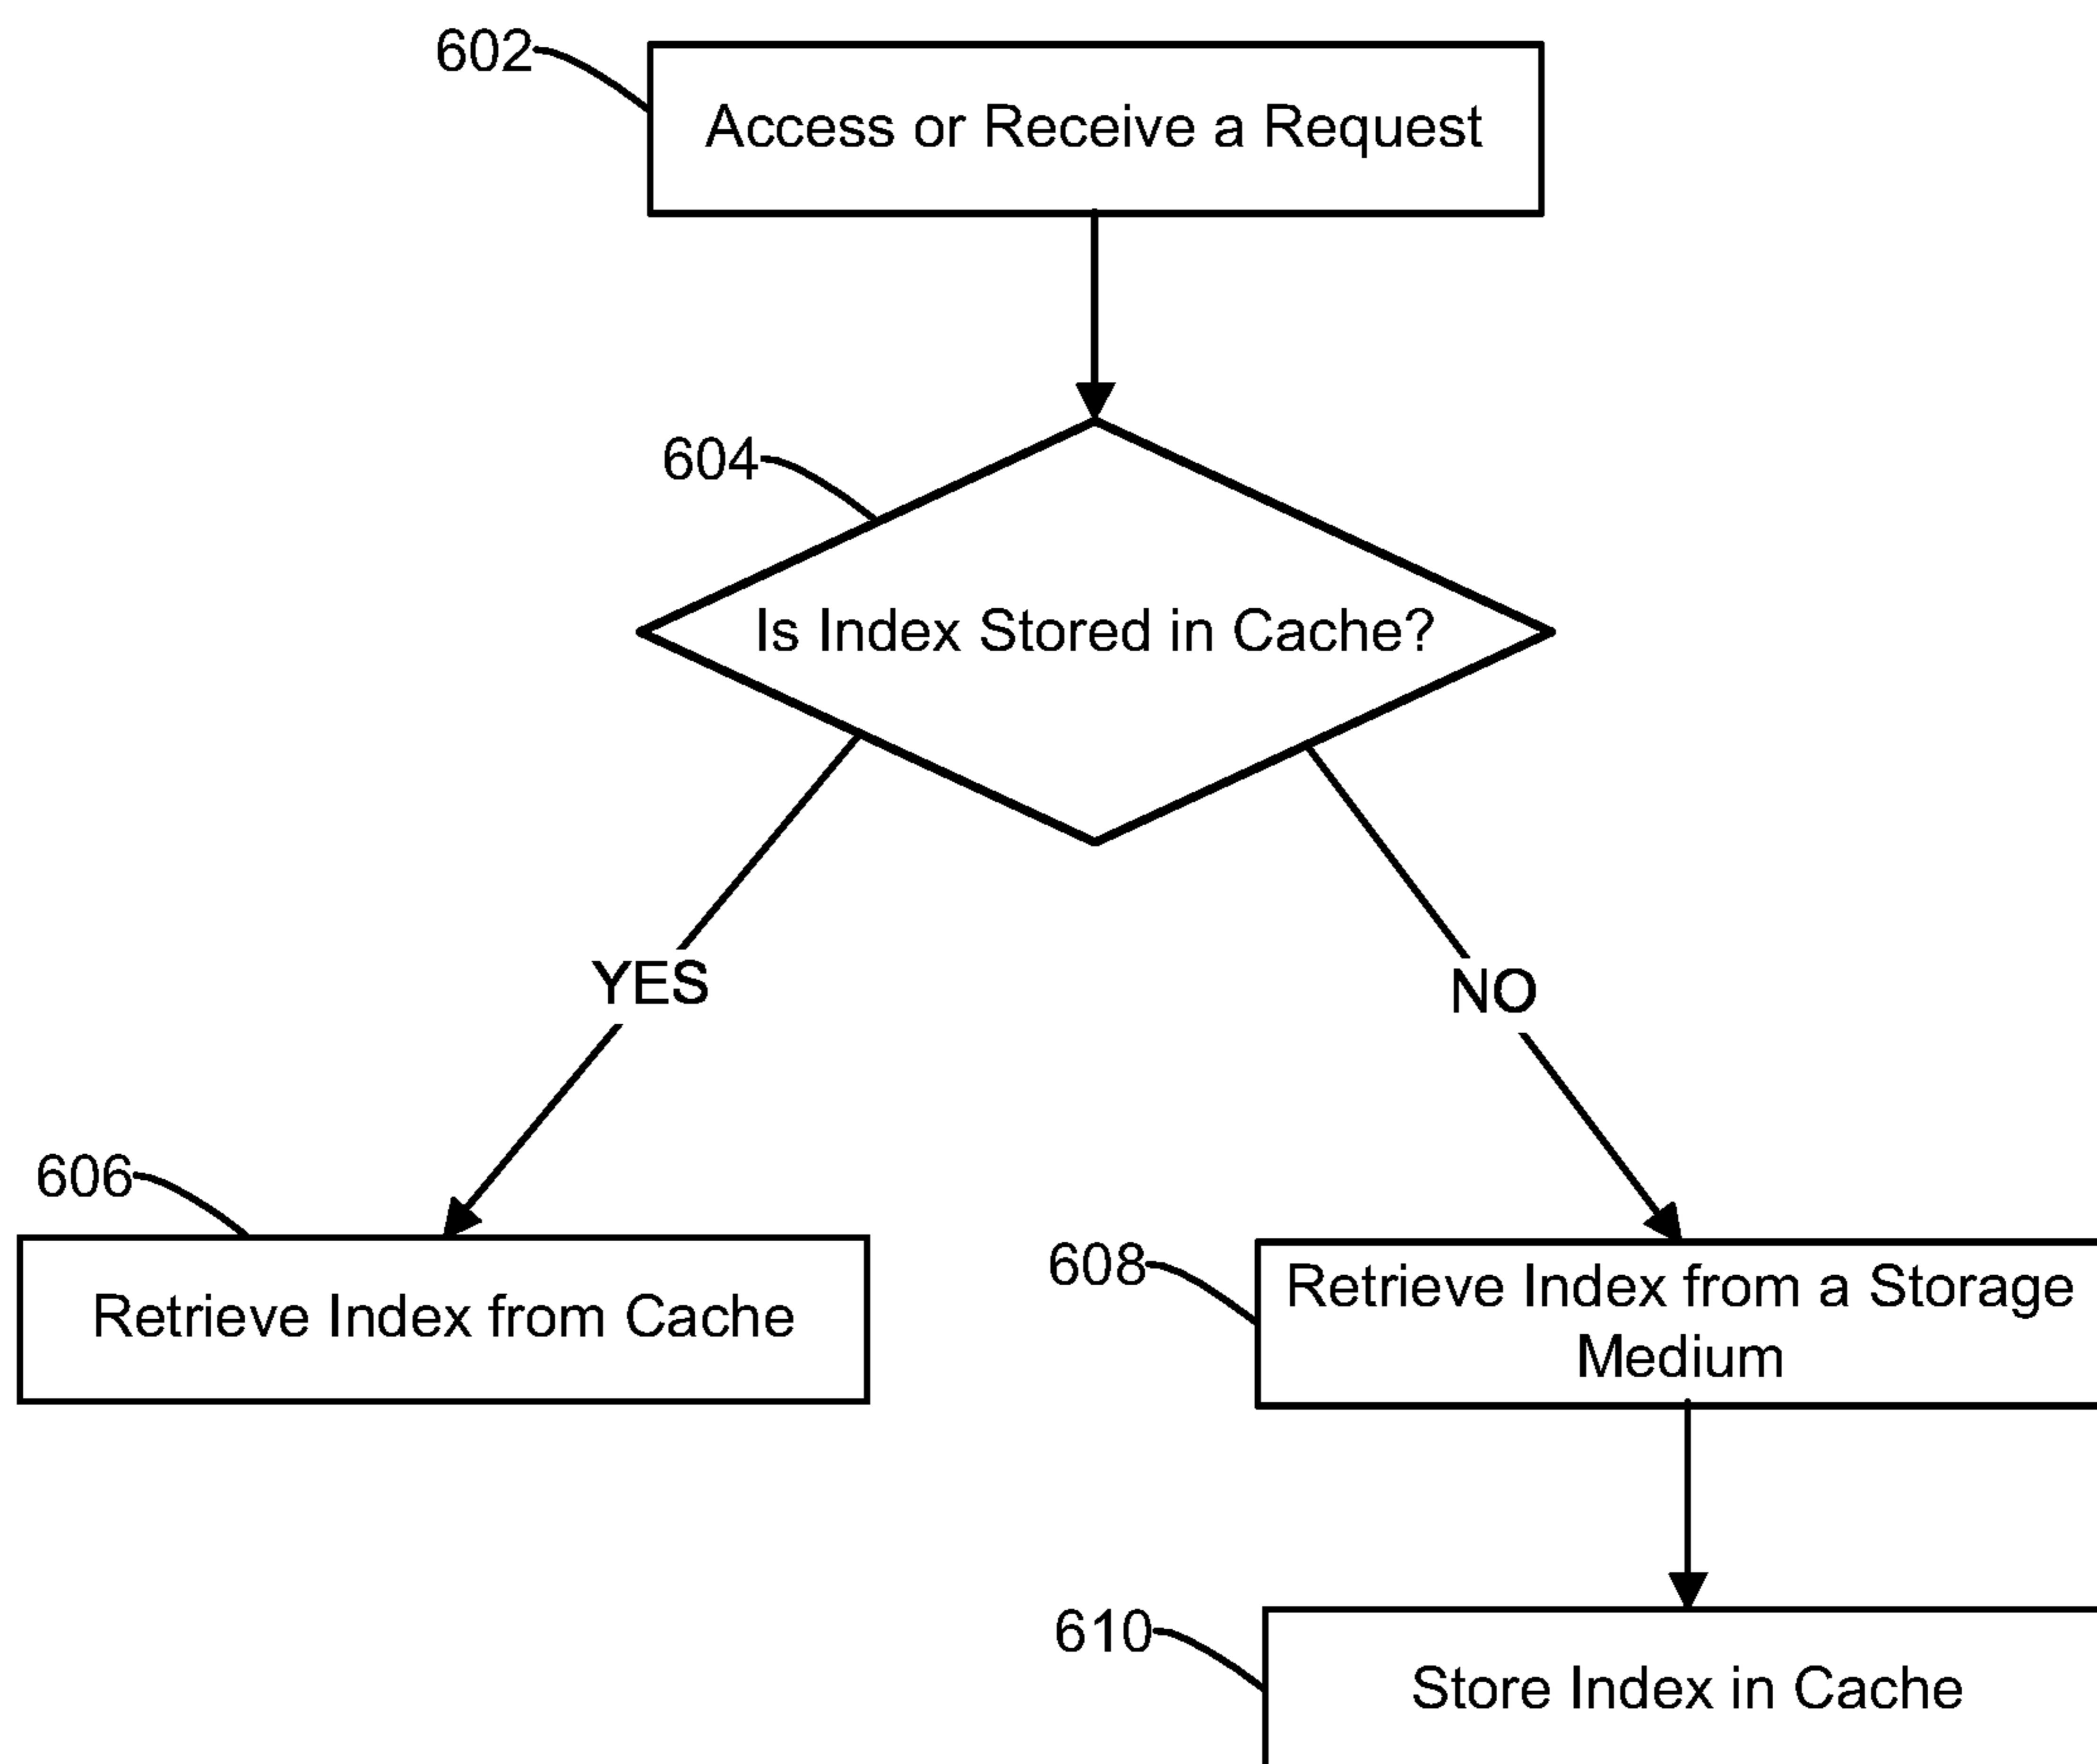 602
Access or Receive a Request
604
Is Index Stored in Cache?
YES
NO
606
Retrieve Index from Cache
608
Retrieve Index from a Storage
Medium
610
Store Index in Cache